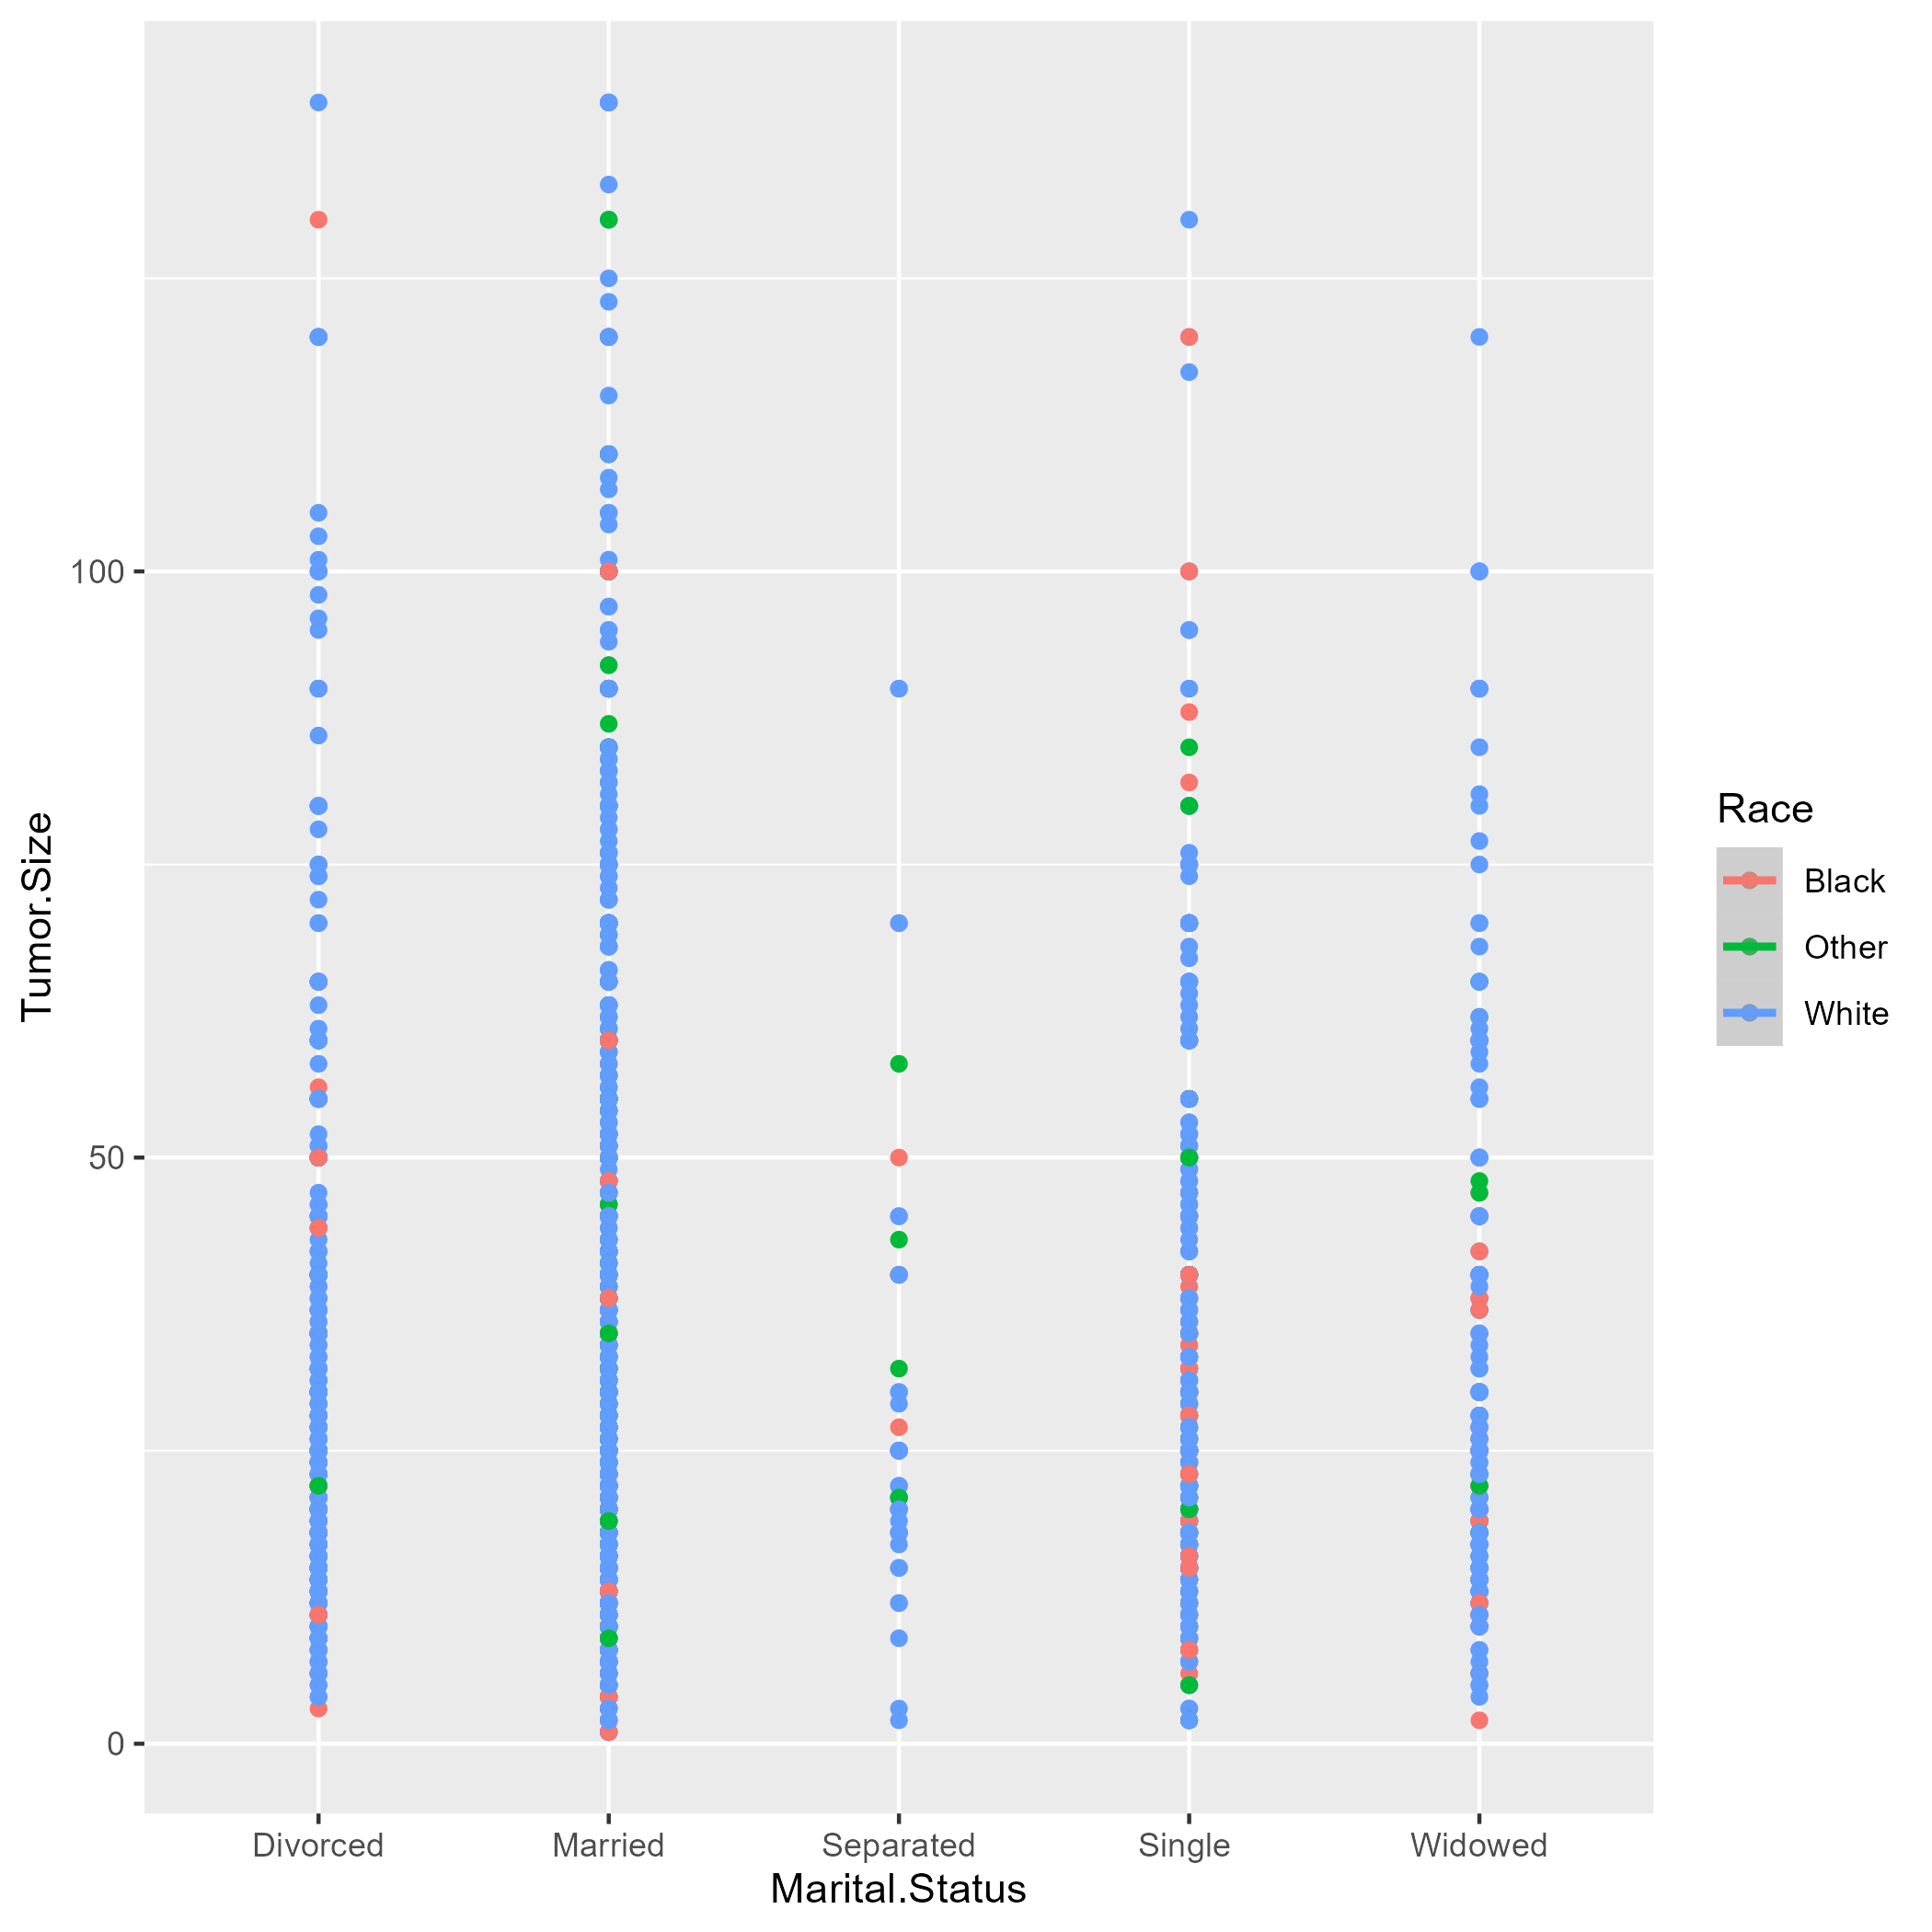 Tumor.Size
100
50
0
Divorced Married Separated Single Widowed
Marital.Status
Race
Black
Other
White